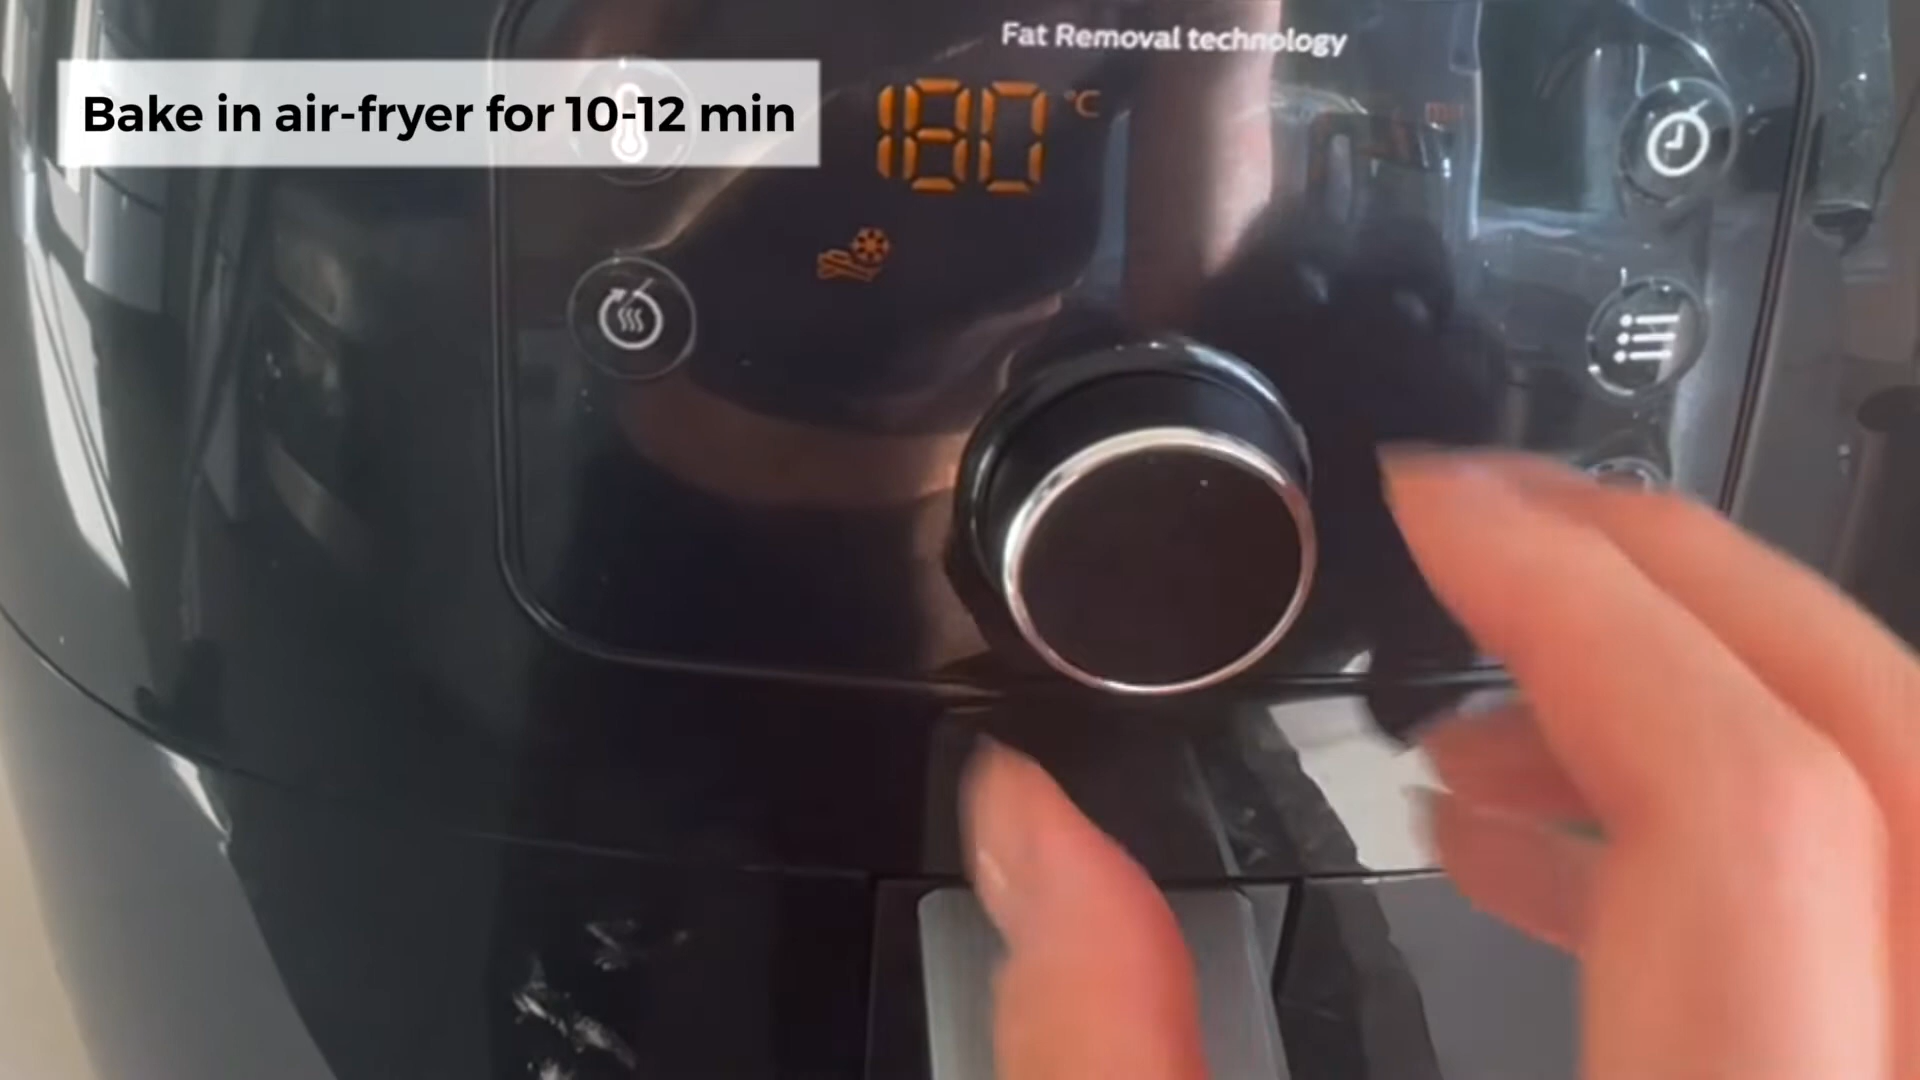 Fat Removal technology
Bake in air-fryer for 10-12 min
180 °C